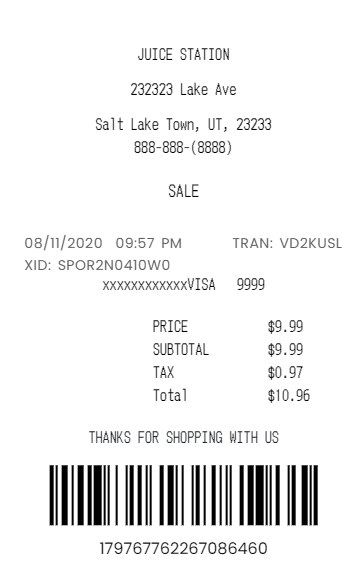 JUICE STATION
232323 Lake Ave
Salt Lake Town, UT, 23233
888-888-(8888)
SALE
08/11/2020 09:57 PM TRAN: VD2KUSL
XID: SPOR2N0410W0
xxxxxxxxxxxxVISA 9999
PRICE $9.99
SUBTOTAL $9.99
TAX $0.97
Total $10.96
THANKS FOR SHOPPING WITH US
179767762267086460